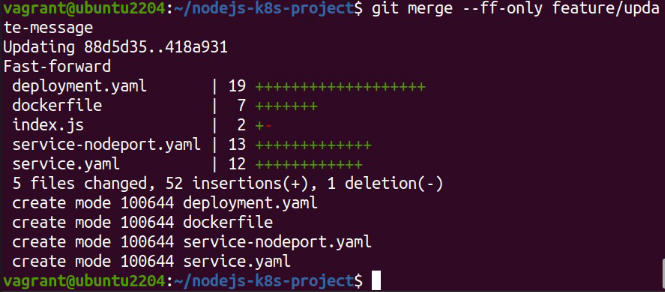 vagrant@ubuntu2204:~/nodejs-k8s-project$ git merge --ff-only feature/upda
te-message
Updating 88d5d35..418a931
Fast-forward
 deployment.yaml       | 19 +++++++++++++++++++
 dockerfile            |  7 +++++++
 index.js              |  2 +-
 service-nodeport.yaml | 13 +++++++++++++
 service.yaml          | 12 ++++++++++++
 5 files changed, 52 insertions(+), 1 deletion(-)
 create mode 100644 deployment.yaml
 create mode 100644 dockerfile
 create mode 100644 service-nodeport.yaml
 create mode 100644 service.yaml
vagrant@ubuntu2204:~/nodejs-k8s-project$